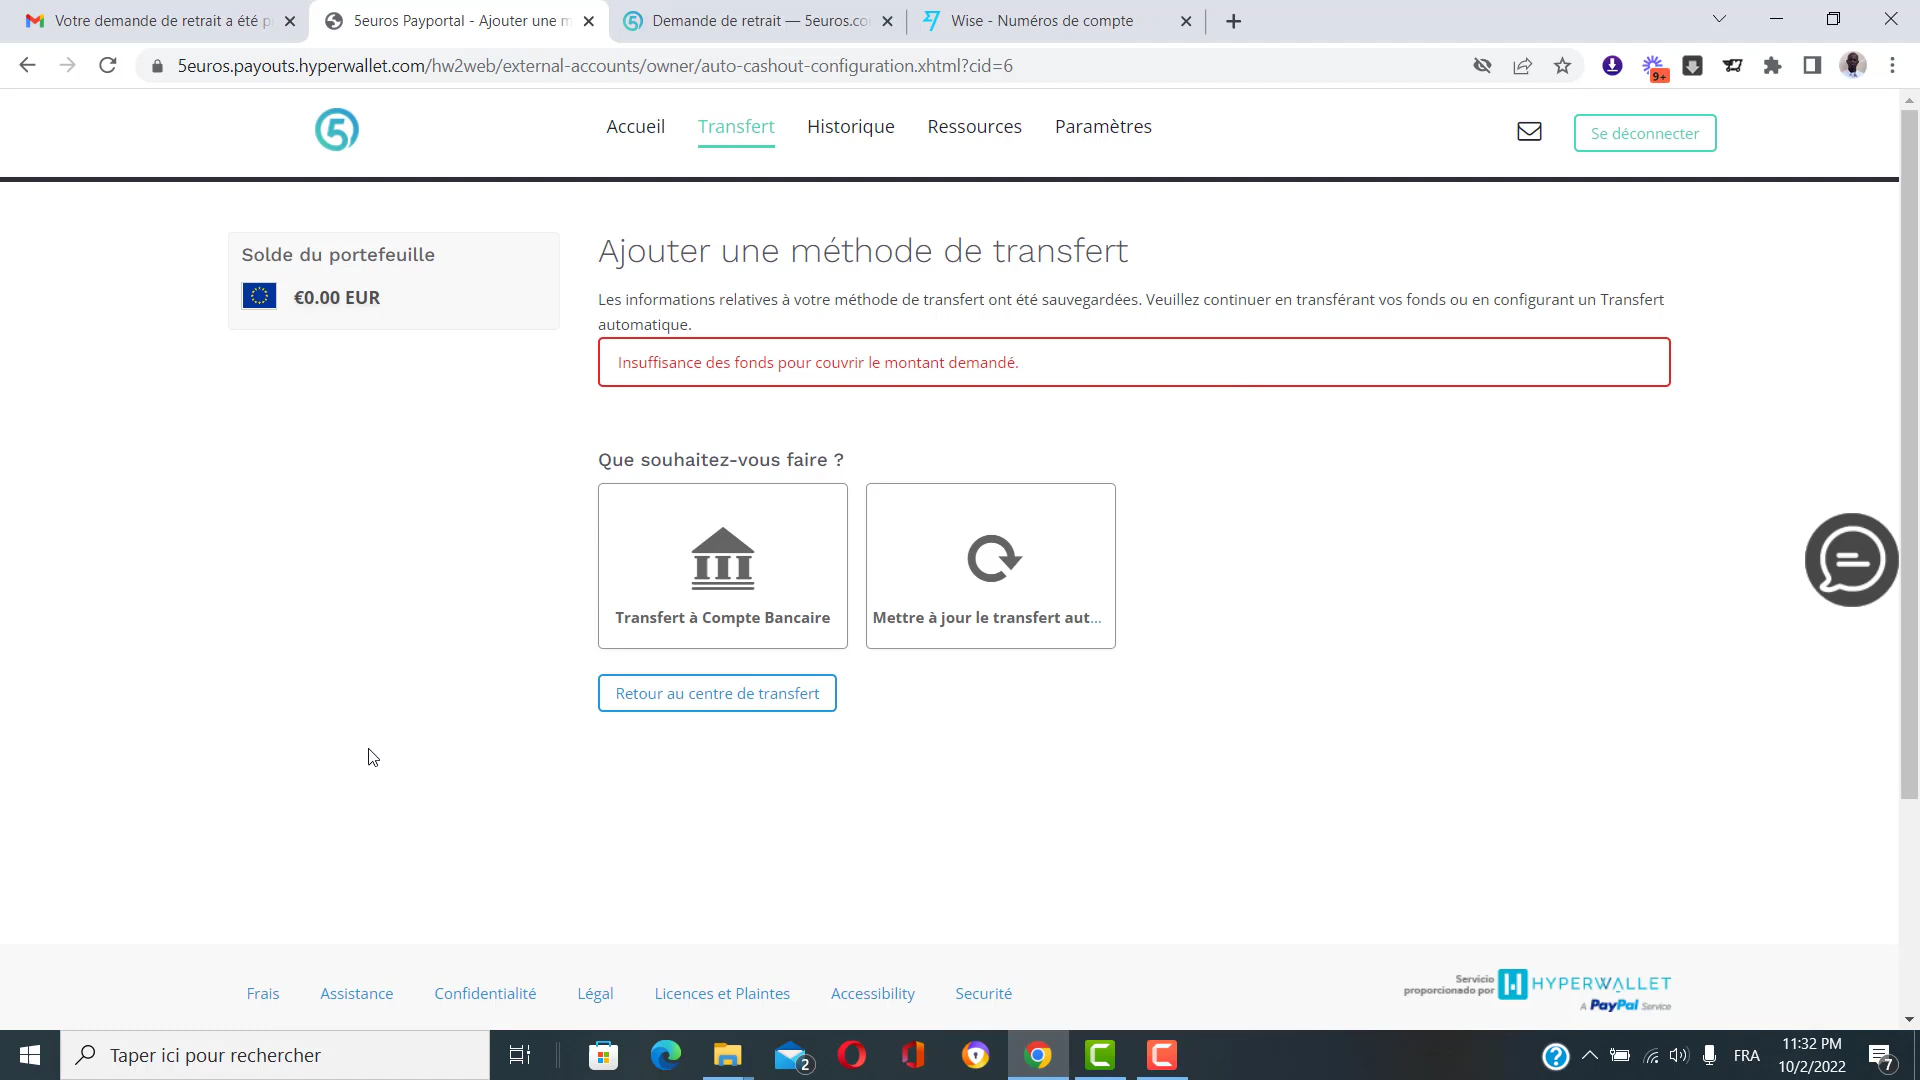 Votre demande de retrait a été p
5euros Payportal - Ajouter une m
Demande de retrait — 5euros.co
Wise - Numéros de compte
5euros.payouts.hyperwallet.com/hw2web/external-accounts/owner/auto-cashout-configuration.xhtml?cid=6
9+
5
Accueil
Transfert
Historique
Ressources
Paramètres
Se déconnecter
Solde du portefeuille
€0.00 EUR
Ajouter une méthode de transfert
Les informations relatives à votre méthode de transfert ont été sauvegardées. Veuillez continuer en transférant vos fonds ou en configurant un Transfert
automatique.
Insuffisance des fonds pour couvrir le montant demandé.
Que souhaitez-vous faire ?
Transfert à Compte Bancaire
Mettre à jour le transfert aut...
Retour au centre de transfert
Frais
Assistance
Confidentialité
Légal
Licences et Plaintes
Accessibility
Securité
Servicio
proporcionado por
HYPERWALLET
A PayPal Service
Taper ici pour rechercher
2
FRA
11:32 PM
10/2/2022
7